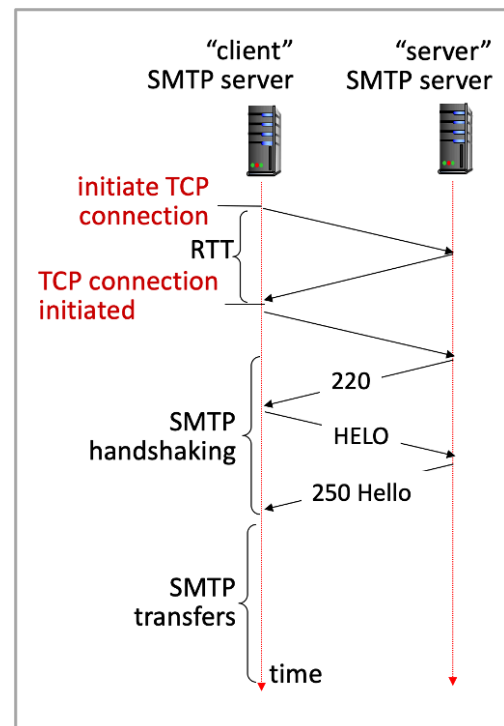 “client”
SMTP server
“server”
SMTP server
initiate TCP
connection
RTT
TCP connection
initiated
220
SMTP
handshaking
HELO
250 Hello
SMTP
transfers
time